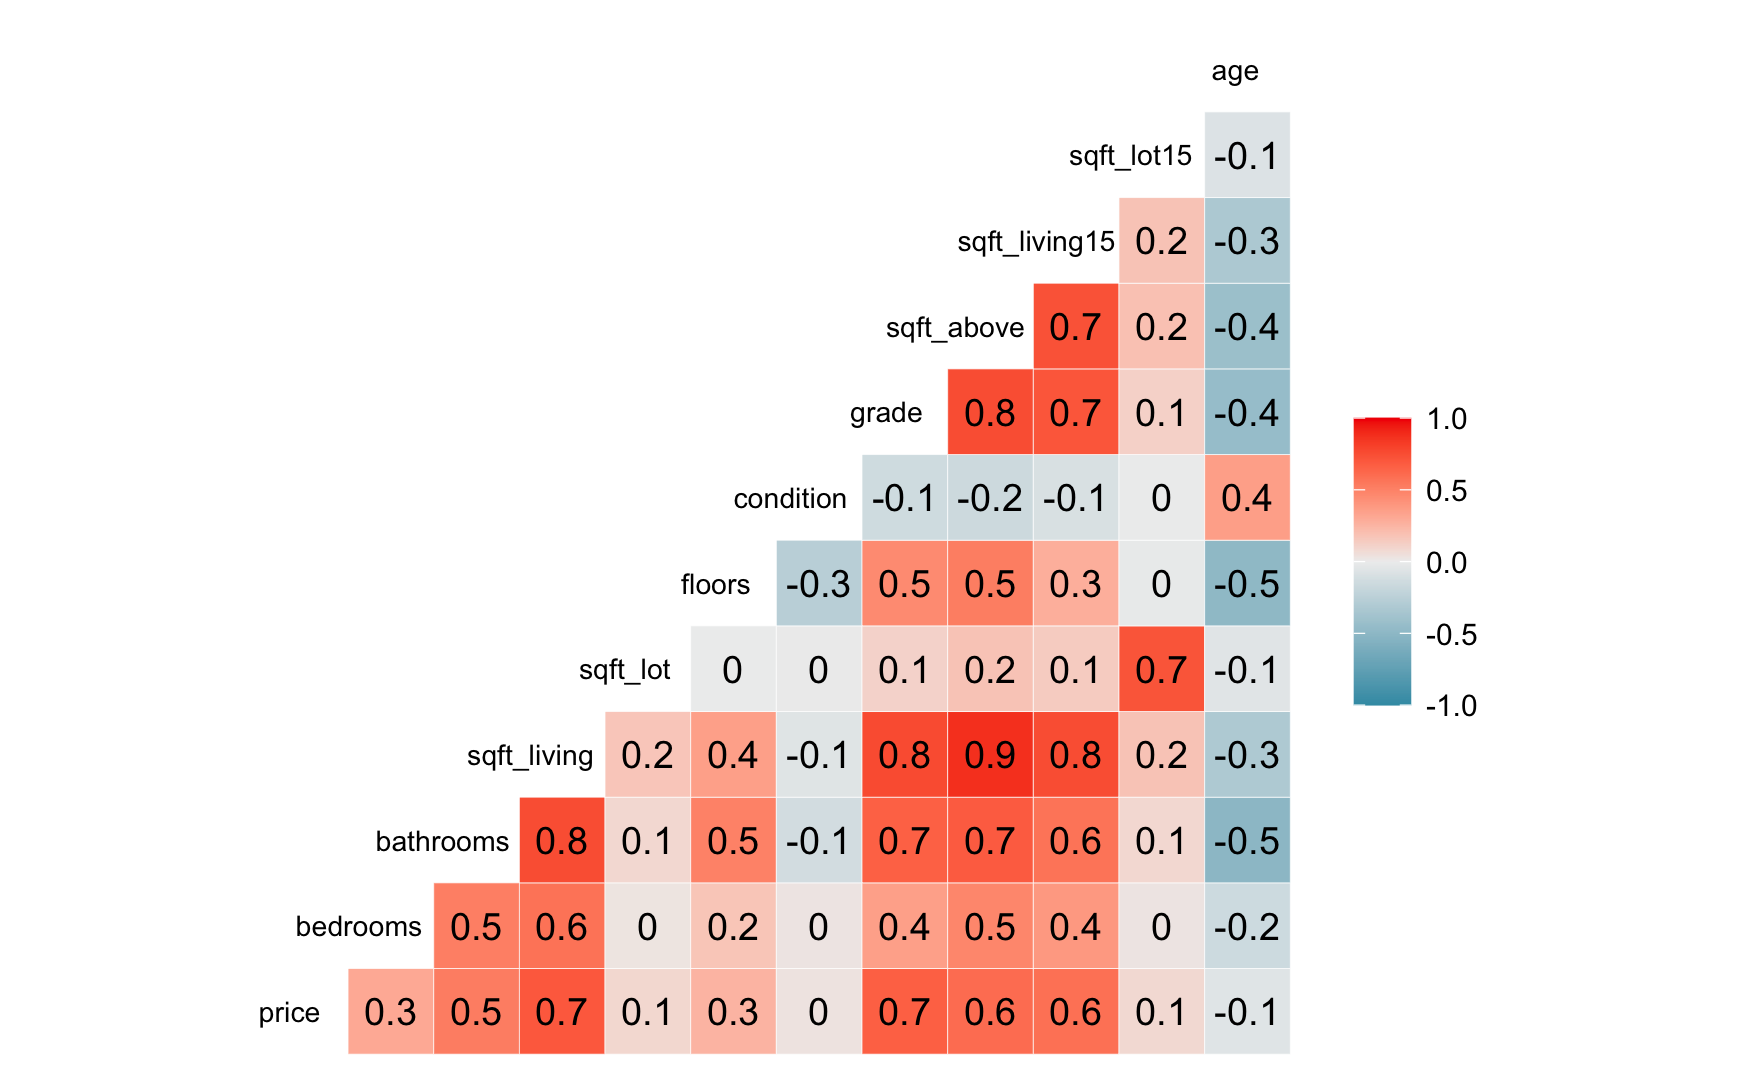 age
sqft_lot15 -0.1
sqft_living15 0.2 -0.3
sqft_above 0.7 0.2 -0.4
grade 0.8 0.7 0.1 -0.4
condition -0.1 -0.2 -0.1 0 0.4
floors -0.3 0.5 0.5 0.3 0 -0.5
sqft_lot 0 0 0.1 0.2 0.1 0.7 -0.1
sqft_living 0.2 0.4 -0.1 0.8 0.9 0.8 0.2 -0.3
bathrooms 0.8 0.1 0.5 -0.1 0.7 0.7 0.6 0.1 -0.5
bedrooms 0.5 0.6 0 0.2 0 0.4 0.5 0.4 0 -0.2
price 0.3 0.5 0.7 0.1 0.3 0 0.7 0.6 0.6 0.1 -0.1
1.0
0.5
0.0
-0.5
-1.0